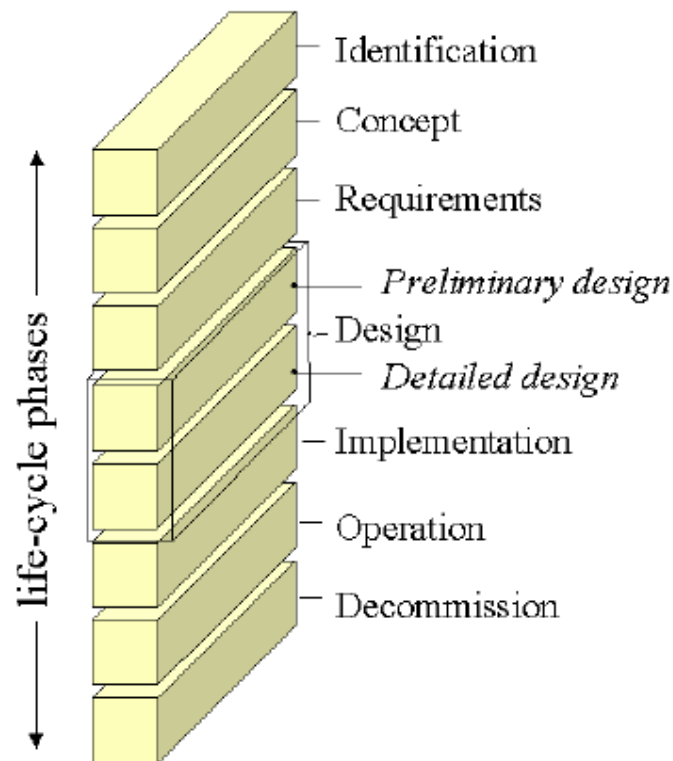 Identification
Concept
Requirements
Preliminary design
Design
Detailed design
Implementation
Operation
Decommission
life-cycle phases